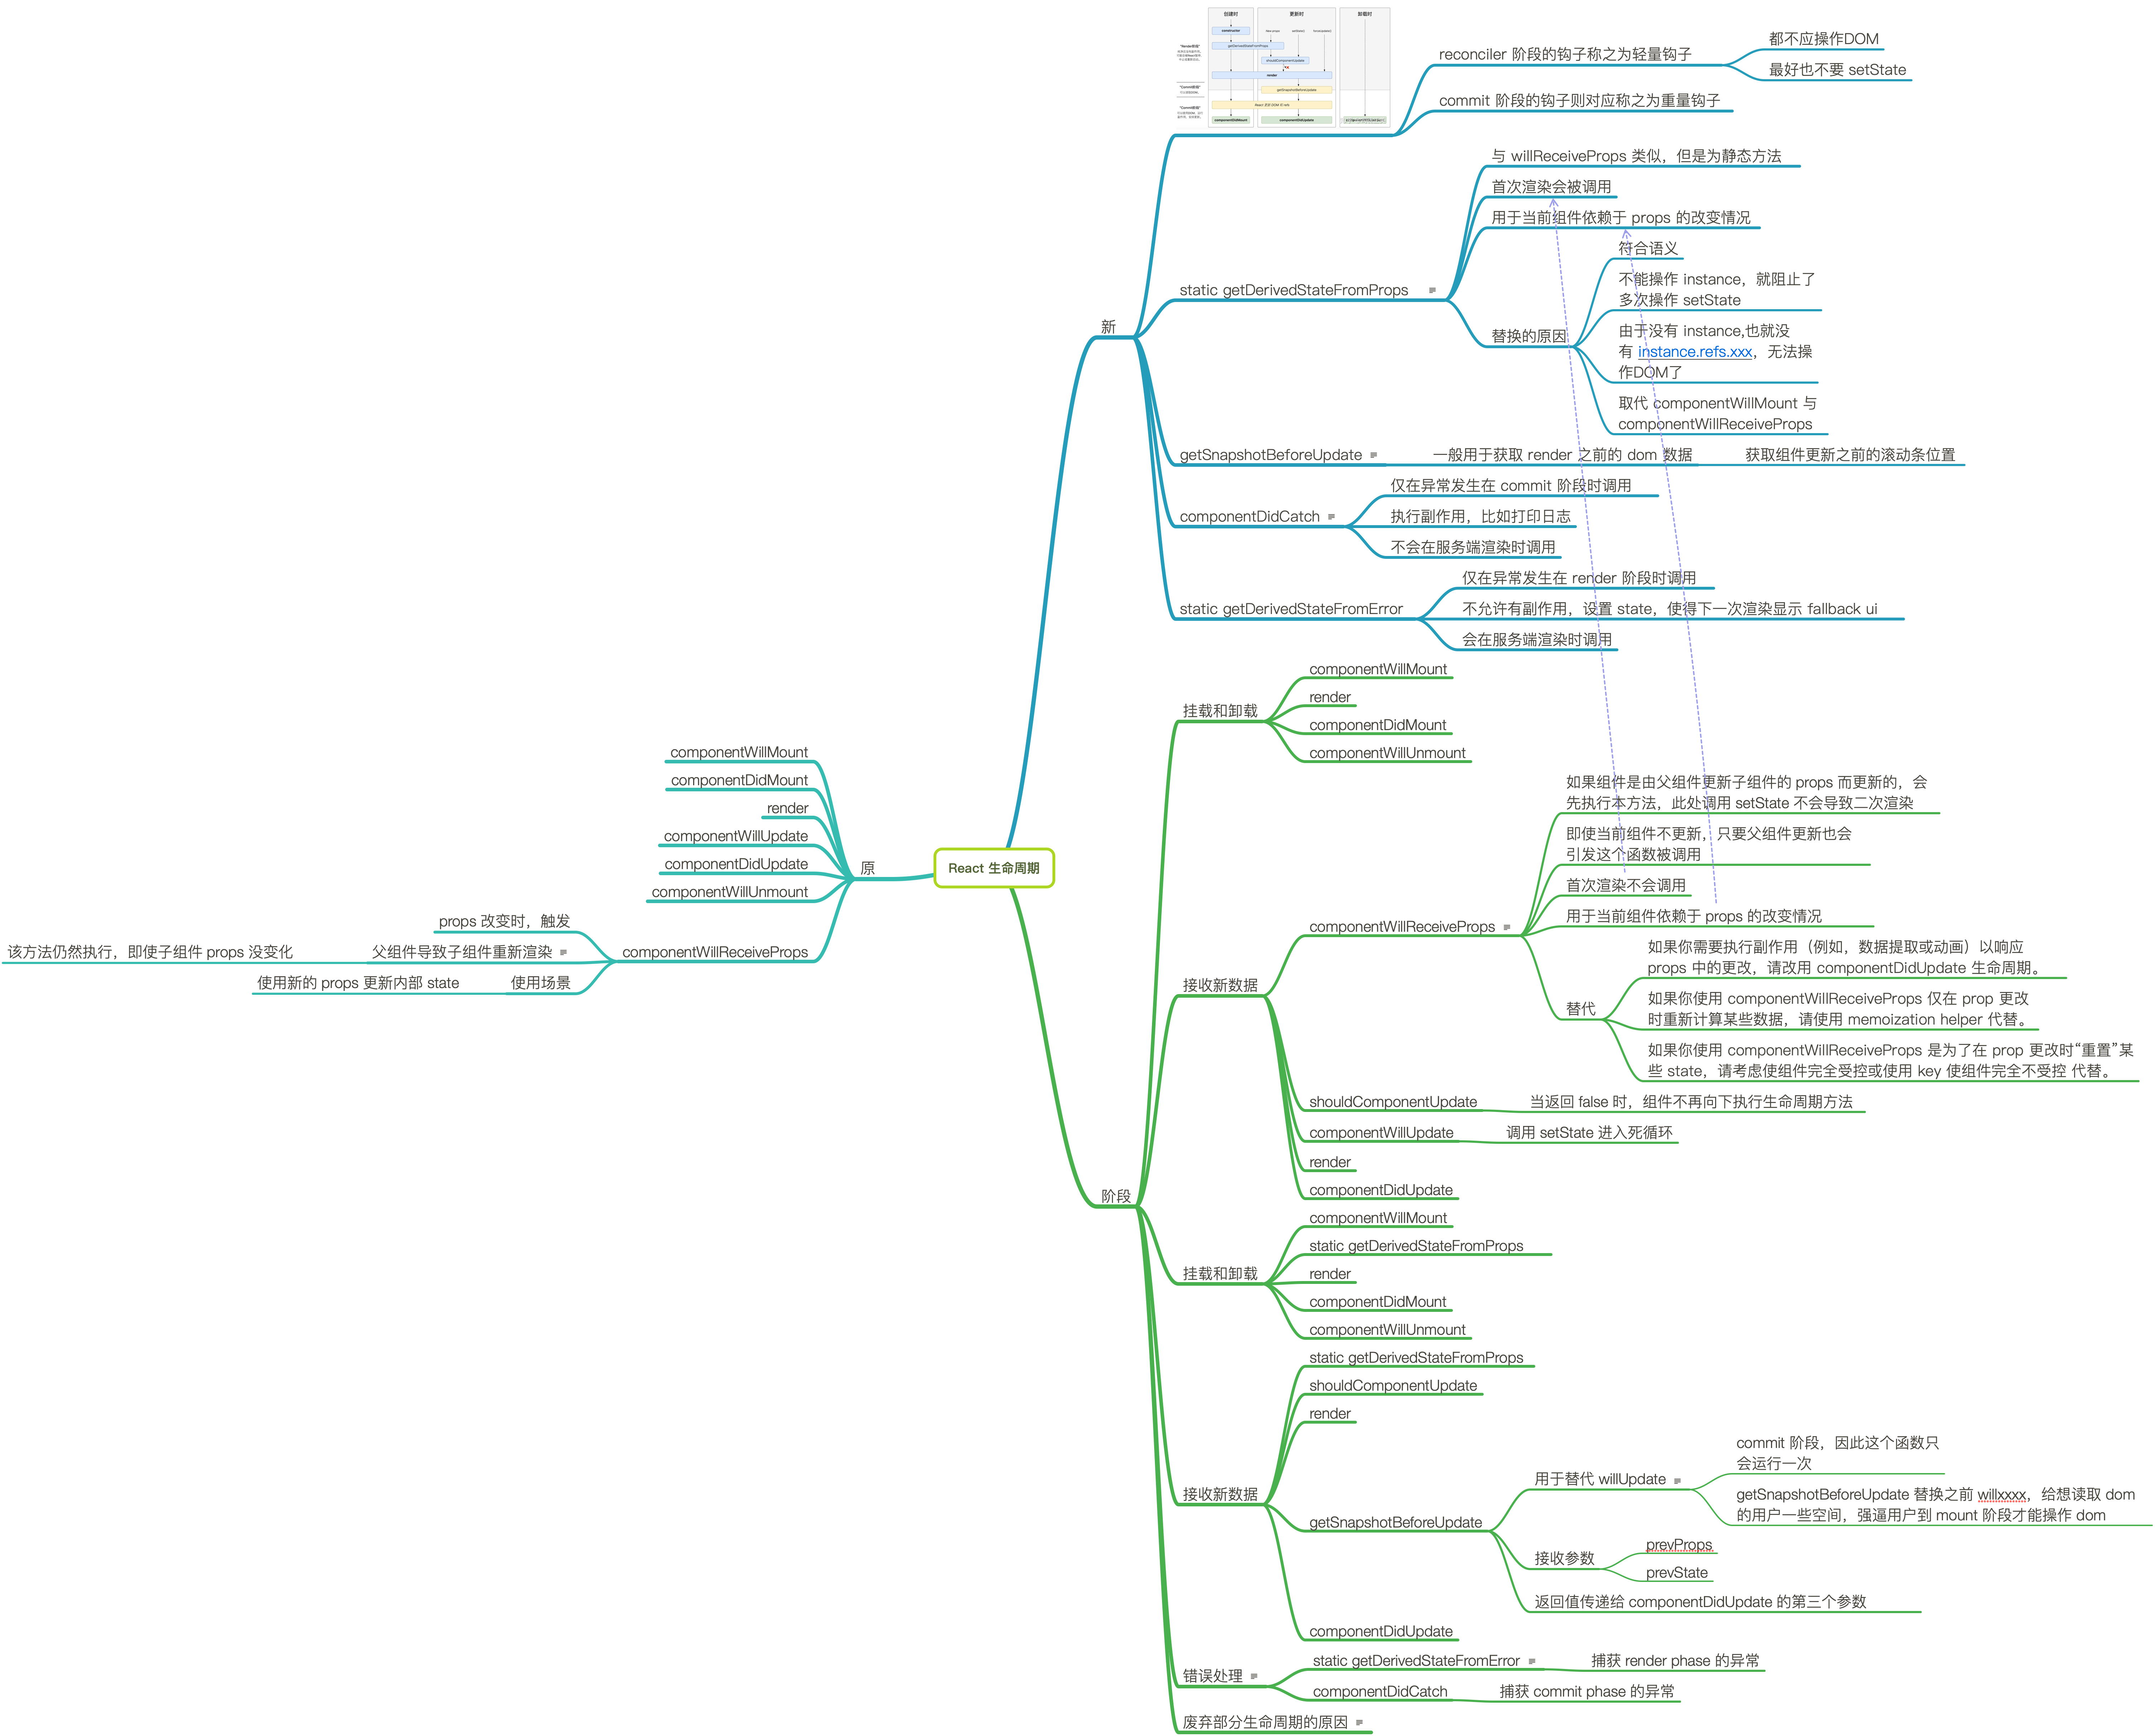 React 生命周期
原
componentWillMount
componentDidMount
render
componentWillUpdate
componentDidUpdate
componentWillUnmount
componentWillReceiveProps
props 改变时，触发
父组件导致子组件重新渲染
该方法仍然执行，即使子组件 props 没变化
使用场景
使用新的 props 更新内部 state
新
创建时
更新时
卸载时
constructor
New props
setState()
forceUpdate()
getDerivedStateFromProps
shouldComponentUpdate
render
getSnapshotBeforeUpdate
React 更新 DOM 和 refs
componentDidMount
componentDidUpdate
componentWillUnmount
reconciler 阶段的钩子称之为轻量钩子
都不应操作DOM
最好也不要 setState
commit 阶段的钩子则对应称之为重量钩子
static getDerivedStateFromProps
与 willReceiveProps 类似，但是为静态方法
首次渲染会被调用
用于当前组件依赖于 props 的改变情况
替换的原因
符合语义
不能操作 instance，就阻止了
多次操作 setState
由于没有 instance,也就没
有 instance.refs.xxx，无法操
作DOM了
取代 componentWillMount 与
componentWillReceiveProps
getSnapshotBeforeUpdate
一般用于获取 render 之前的 dom 数据
获取组件更新之前的滚动条位置
componentDidCatch
仅在异常发生在 commit 阶段时调用
执行副作用，比如打印日志
不会在服务端渲染时调用
static getDerivedStateFromError
仅在异常发生在 render 阶段时调用
不允许有副作用，设置 state，使得下一次渲染显示 fallback ui
会在服务端渲染时调用
阶段
挂载和卸载
componentWillMount
render
componentDidMount
componentWillUnmount
接收新数据
componentWillReceiveProps
如果组件是由父组件更新子组件的 props 而更新的，会
先执行本方法，此处调用 setState 不会导致二次渲染
即使当前组件不更新，只要父组件更新也会
引发这个函数被调用
首次渲染不会调用
用于当前组件依赖于 props 的改变情况
替代
如果你需要执行副作用（例如，数据提取或动画）以响应
props 中的更改，请改用 componentDidUpdate 生命周期。
如果你使用 componentWillReceiveProps 仅在 prop 更改
时重新计算某些数据，请使用 memoization helper 代替。
如果你使用 componentWillReceiveProps 是为了在 prop 更改时“重置”某
些 state，请考虑使组件完全受控或使用 key 使组件完全不受控 代替。
shouldComponentUpdate
当返回 false 时，组件不再向下执行生命周期方法
componentWillUpdate
调用 setState 进入死循环
render
componentDidUpdate
挂载和卸载
componentWillMount
static getDerivedStateFromProps
render
componentDidMount
componentWillUnmount
接收新数据
static getDerivedStateFromProps
shouldComponentUpdate
render
getSnapshotBeforeUpdate
用于替代 willUpdate
commit 阶段，因此这个函数只
会运行一次
getSnapshotBeforeUpdate 替换之前 willxxxx，给想读取 dom
的用户一些空间，强逼用户到 mount 阶段才能操作 dom
接收参数
prevProps
prevState
返回值传递给 componentDidUpdate 的第三个参数
componentDidUpdate
错误处理
static getDerivedStateFromError
捕获 render phase 的异常
componentDidCatch
捕获 commit phase 的异常
废弃部分生命周期的原因